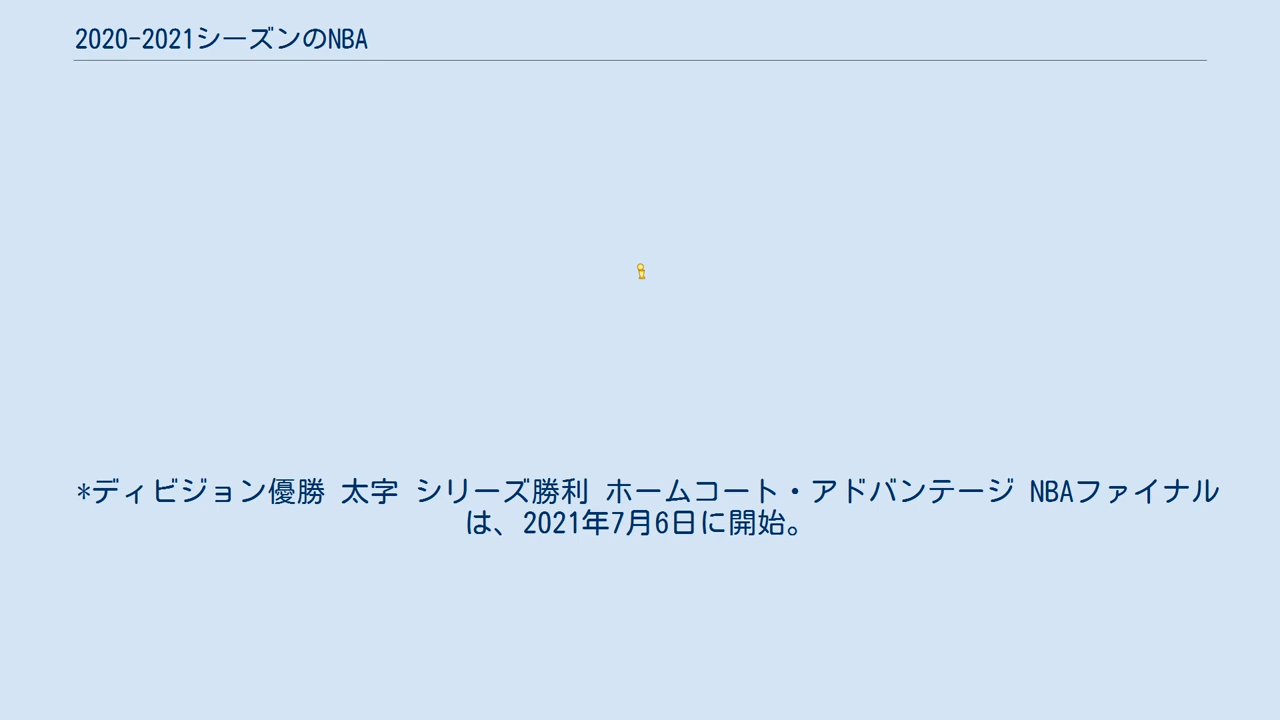 2020-2021シーズンのNBA
*ディビジョン優勝 太字 シリーズ勝利 ホームコート・アドバンテージ NBAファイナル
は、2021年7月6日に開始。